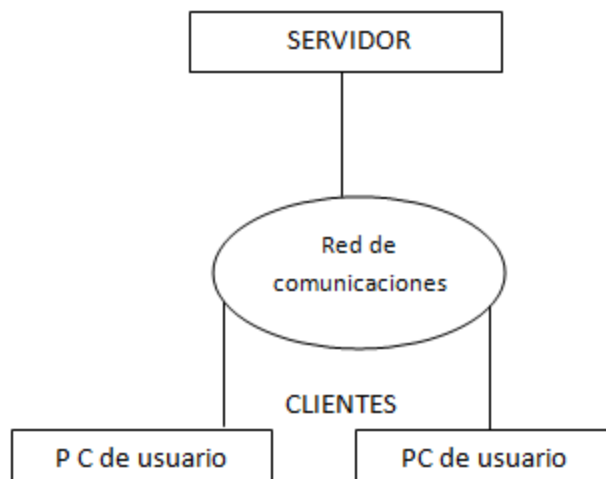 SERVIDOR
Red de
comunicaciones
CLIENTES
P C de usuario
PC de usuario